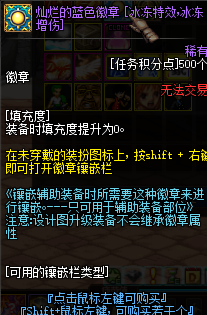 灿烂的蓝色徽章[冰冻特效,冰冻
增伤]
稀有
[任务积分点]500个
徽章
无法交易
[填充度]
装备时填充度提升为0。
在未穿戴的装扮图标上，按shift + 右键
即可打开徽章镶嵌栏
《镶嵌辅助装备时所需要这种徽章来进
行镶嵌。---只可用于辅助装备部位》
注意:设计图升级装备不会继承徽章属
性
[可用的镶嵌栏类型]
『点击鼠标左键可购买』
『Shift+鼠标左键，可购买若干个』